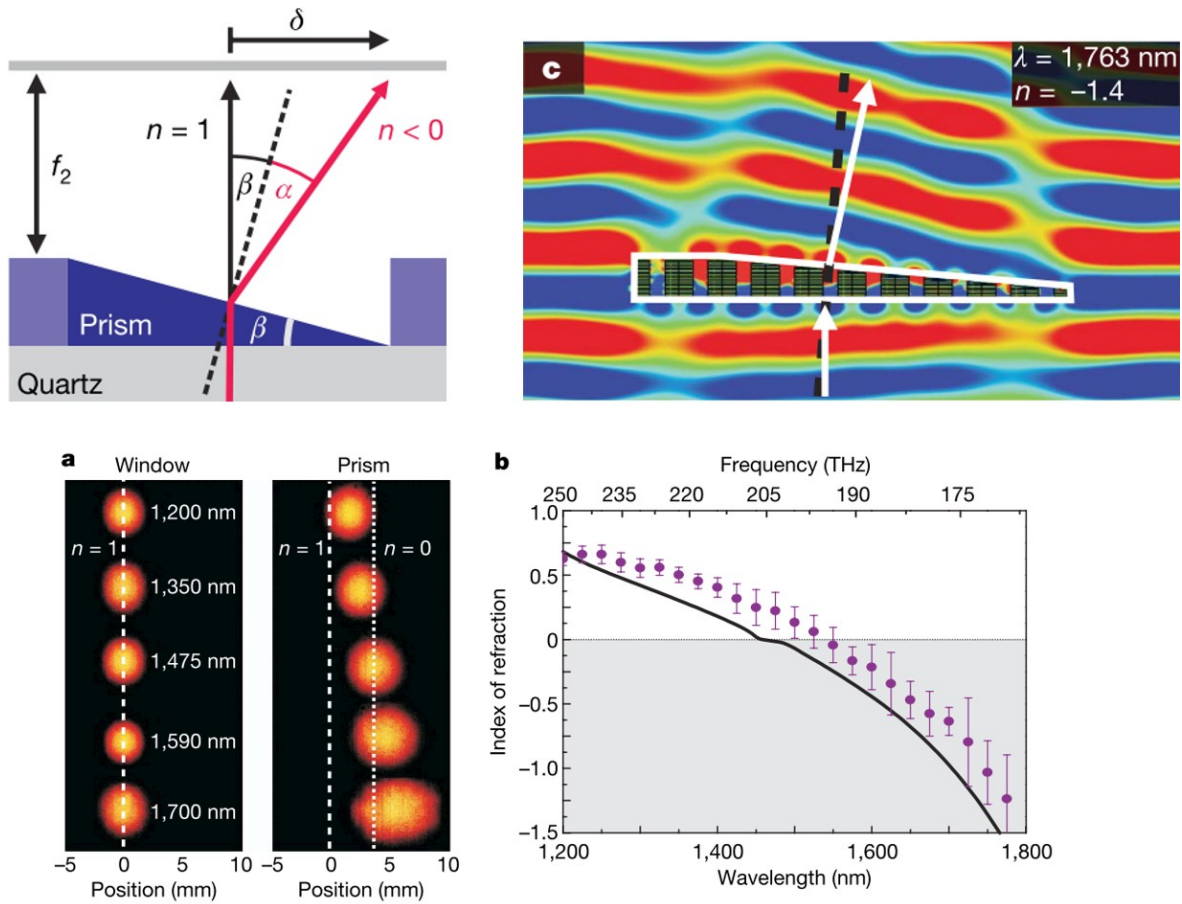 δ
f₂
n = 1
n < 0
β
α
Prism
β
Quartz
c
λ = 1,763 nm
n = −1.4
a
Window
Prism
1,200 nm
n = 1
n = 1
n = 0
1,350 nm
1,475 nm
1,590 nm
1,700 nm
−5 0 5 10
−5 0 5 10
Position (mm)
Position (mm)
b
Frequency (THz)
250 235 220 205 190 175
1.0
0.5
0
−0.5
−1.0
−1.5
Index of refraction
1,200 1,400 1,600 1,800
Wavelength (nm)